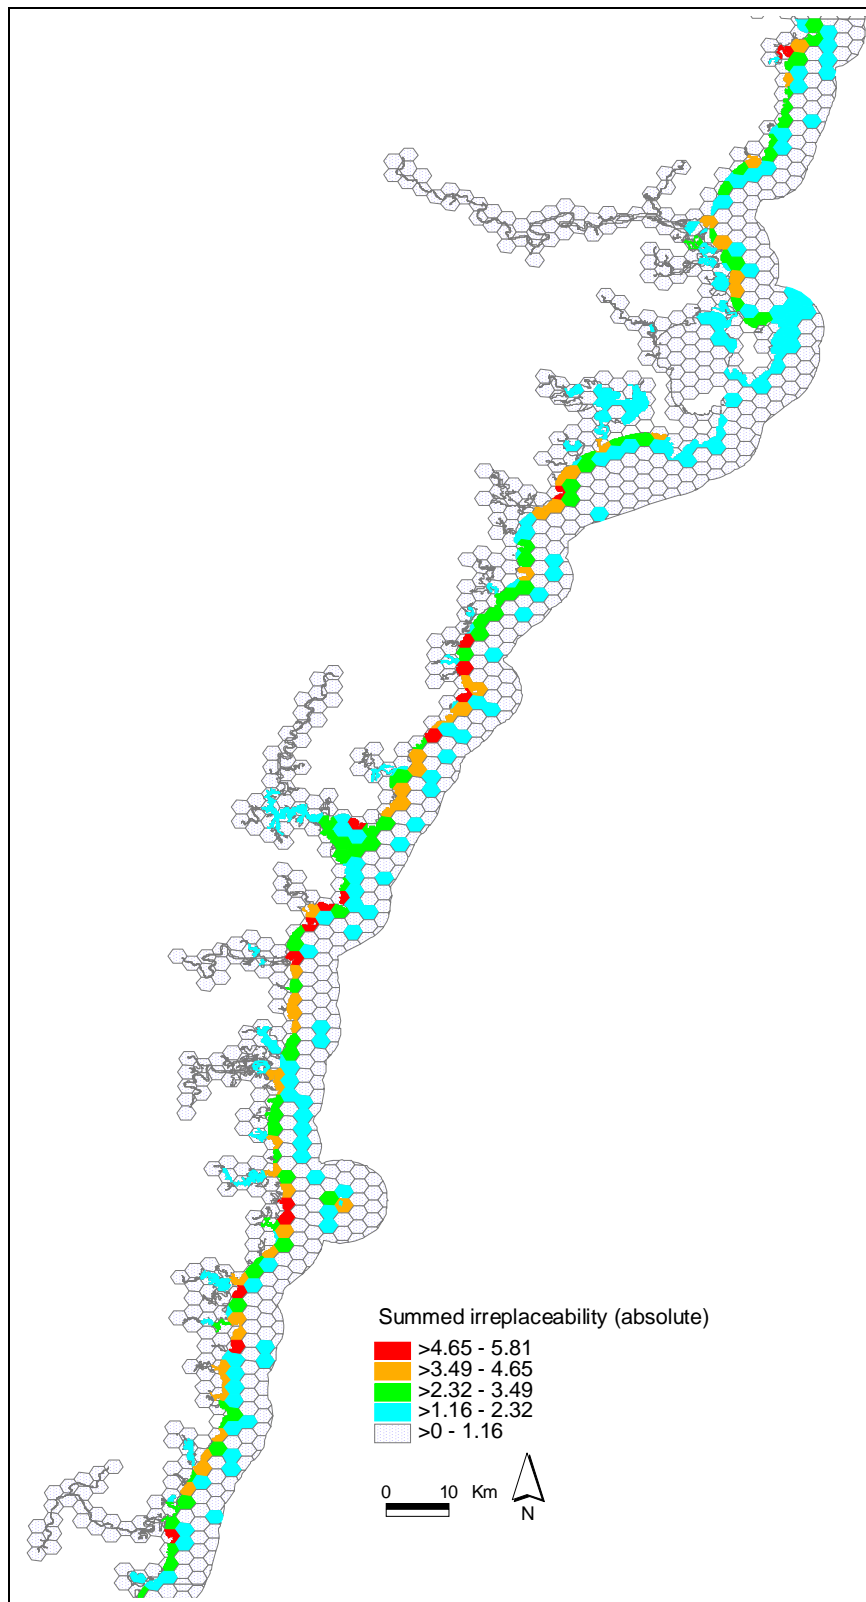 Summed irreplaceability (absolute)
>4.65 - 5.81
>3.49 - 4.65
>2.32 - 3.49
>1.16 - 2.32
>0 - 1.16
0 10 Km
N